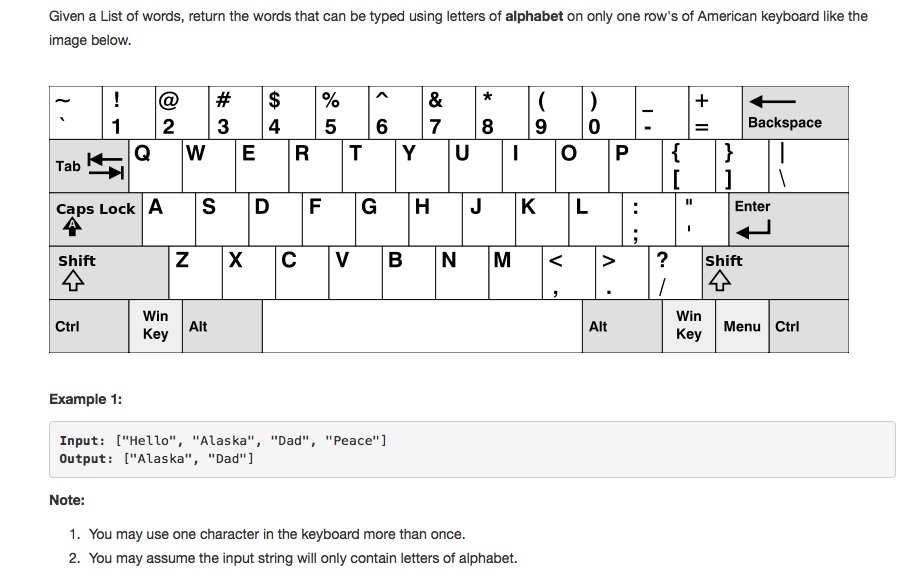 Given a List of words, return the words that can be typed using letters of alphabet on only one row's of American keyboard like the
image below.
~ ! @ # $ % ^ & * ( ) _ +
` 1 2 3 4 5 6 7 8 9 0 - = Backspace
Tab Q W E R T Y U I O P { } |
[ ] \
Caps Lock A S D F G H J K L : " Enter
A ; '
Shift Z X C V B N M < > ? Shift
, . /
Ctrl Win Key Alt Alt Win Key Menu Ctrl
Example 1:
Input: ["Hello", "Alaska", "Dad", "Peace"]
Output: ["Alaska", "Dad"]
Note:
1. You may use one character in the keyboard more than once.
2. You may assume the input string will only contain letters of alphabet.